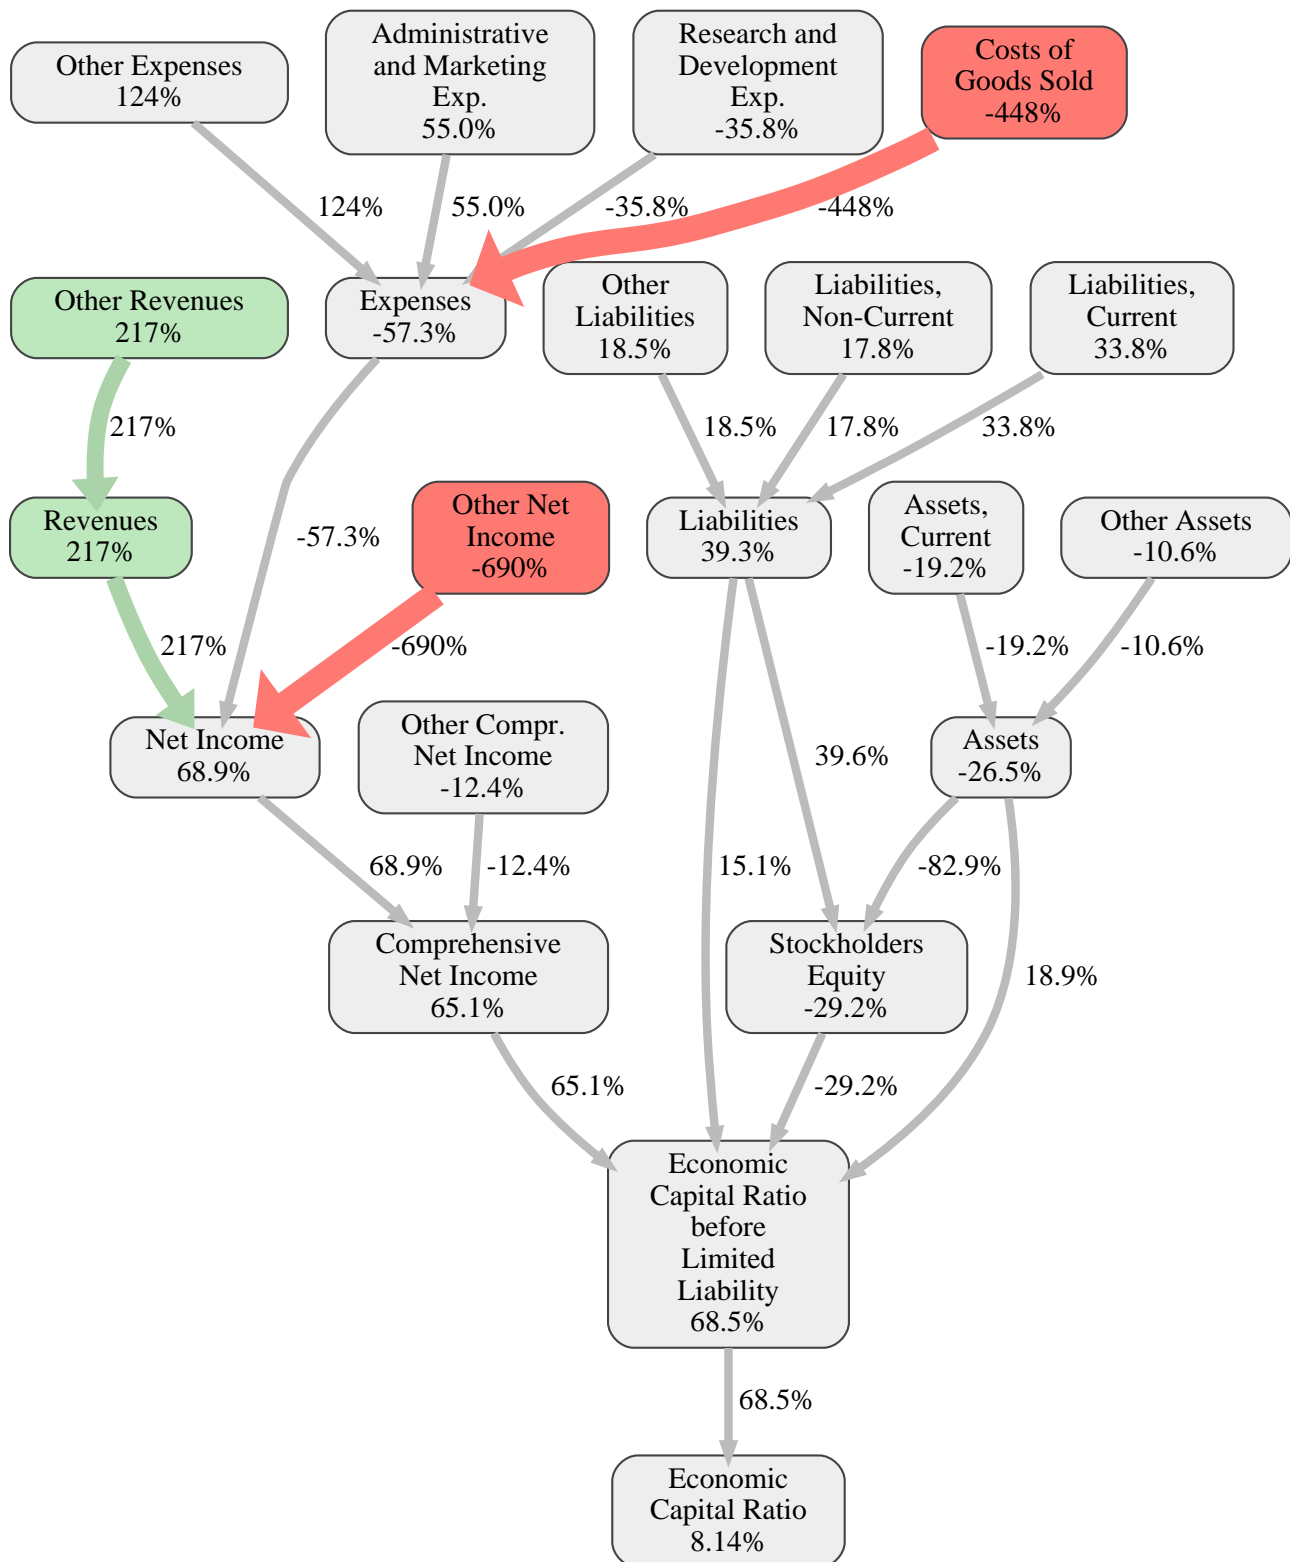 Other Expenses
124%
Administrative
and Marketing
Exp.
55.0%
Research and
Development
Exp.
-35.8%
Costs of
Goods Sold
-448%
124%
55.0%
-35.8%
-448%
Other Revenues
217%
Expenses
-57.3%
Other
Liabilities
18.5%
Liabilities,
Non-Current
17.8%
Liabilities,
Current
33.8%
217%
18.5%
17.8%
33.8%
Revenues
217%
-57.3%
Other Net
Income
-690%
Liabilities
39.3%
Assets,
Current
-19.2%
Other Assets
-10.6%
217%
-690%
-19.2%
-10.6%
Net Income
68.9%
Other Compr.
Net Income
-12.4%
39.6%
Assets
-26.5%
68.9%
-12.4%
15.1%
-82.9%
Comprehensive
Net Income
65.1%
Stockholders
Equity
-29.2%
18.9%
65.1%
-29.2%
Economic
Capital Ratio
before
Limited
Liability
68.5%
68.5%
Economic
Capital Ratio
8.14%